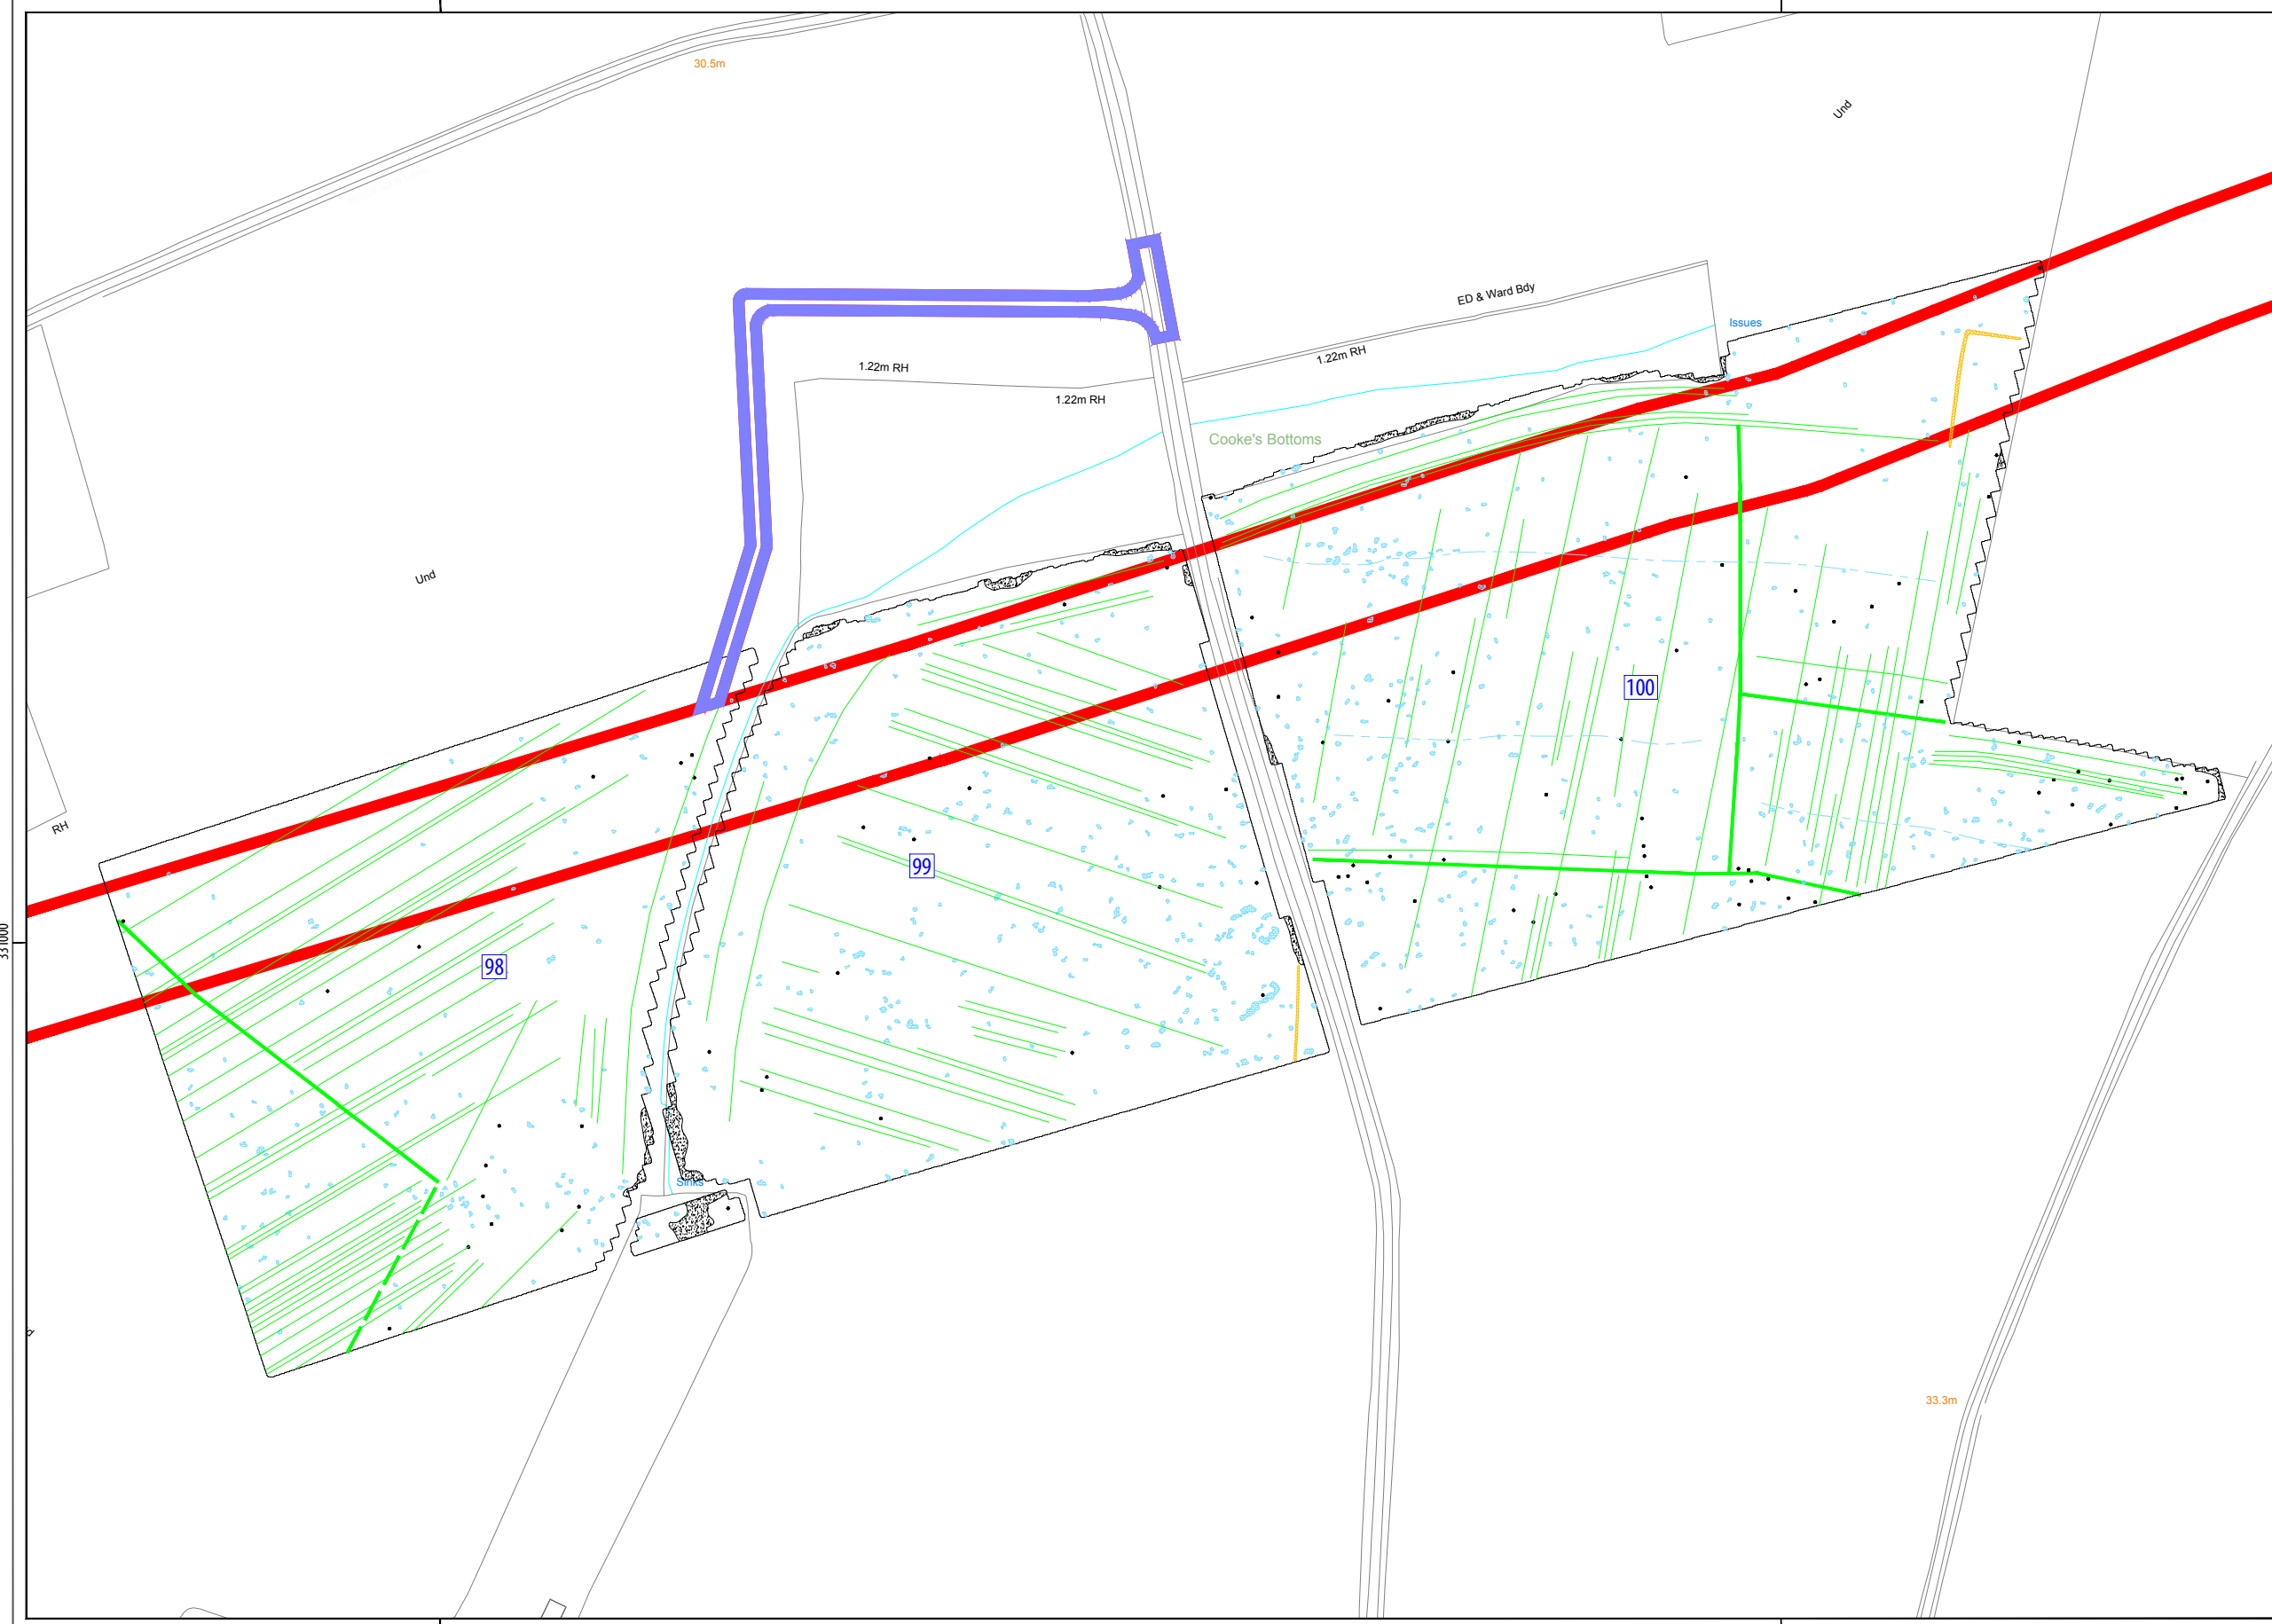 30.5m
Und
ED & Ward Bdy
Issues
1.22m RH
1.22m RH
1.22m RH
Cooke's Bottoms
Und
100
RH
99
331000
98
Sinks
33.3m